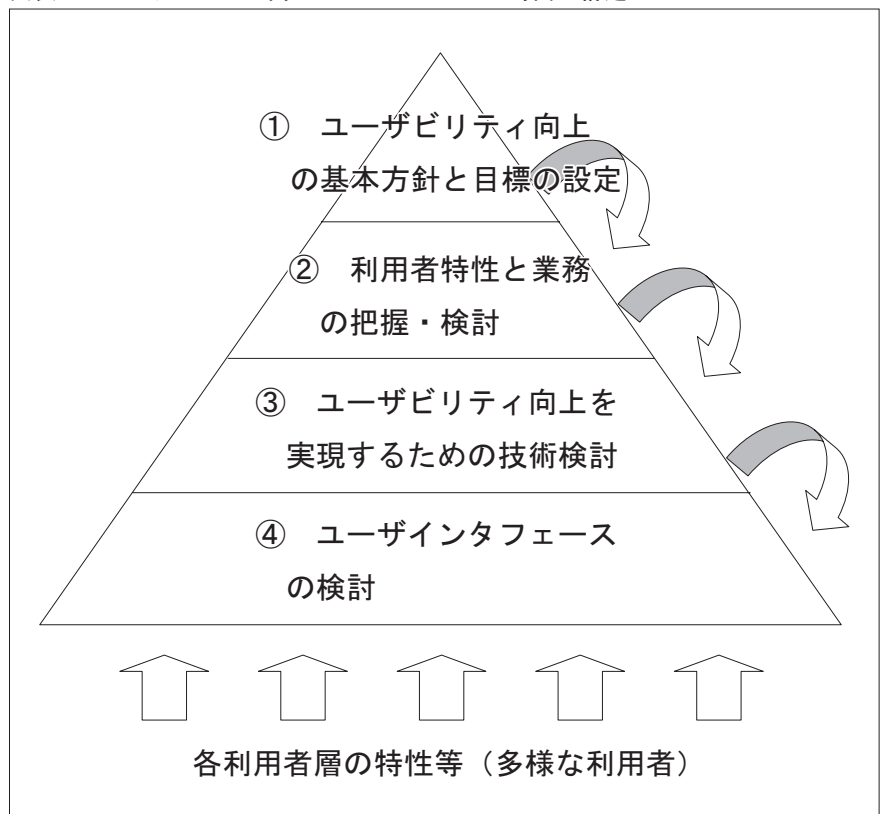 ①　ユーザビリティ向上
の基本方針と目標の設定
②　利用者特性と業務
の把握・検討
③　ユーザビリティ向上を
実現するための技術検討
④　ユーザインタフェース
の検討
各利用者層の特性等（多様な利用者）